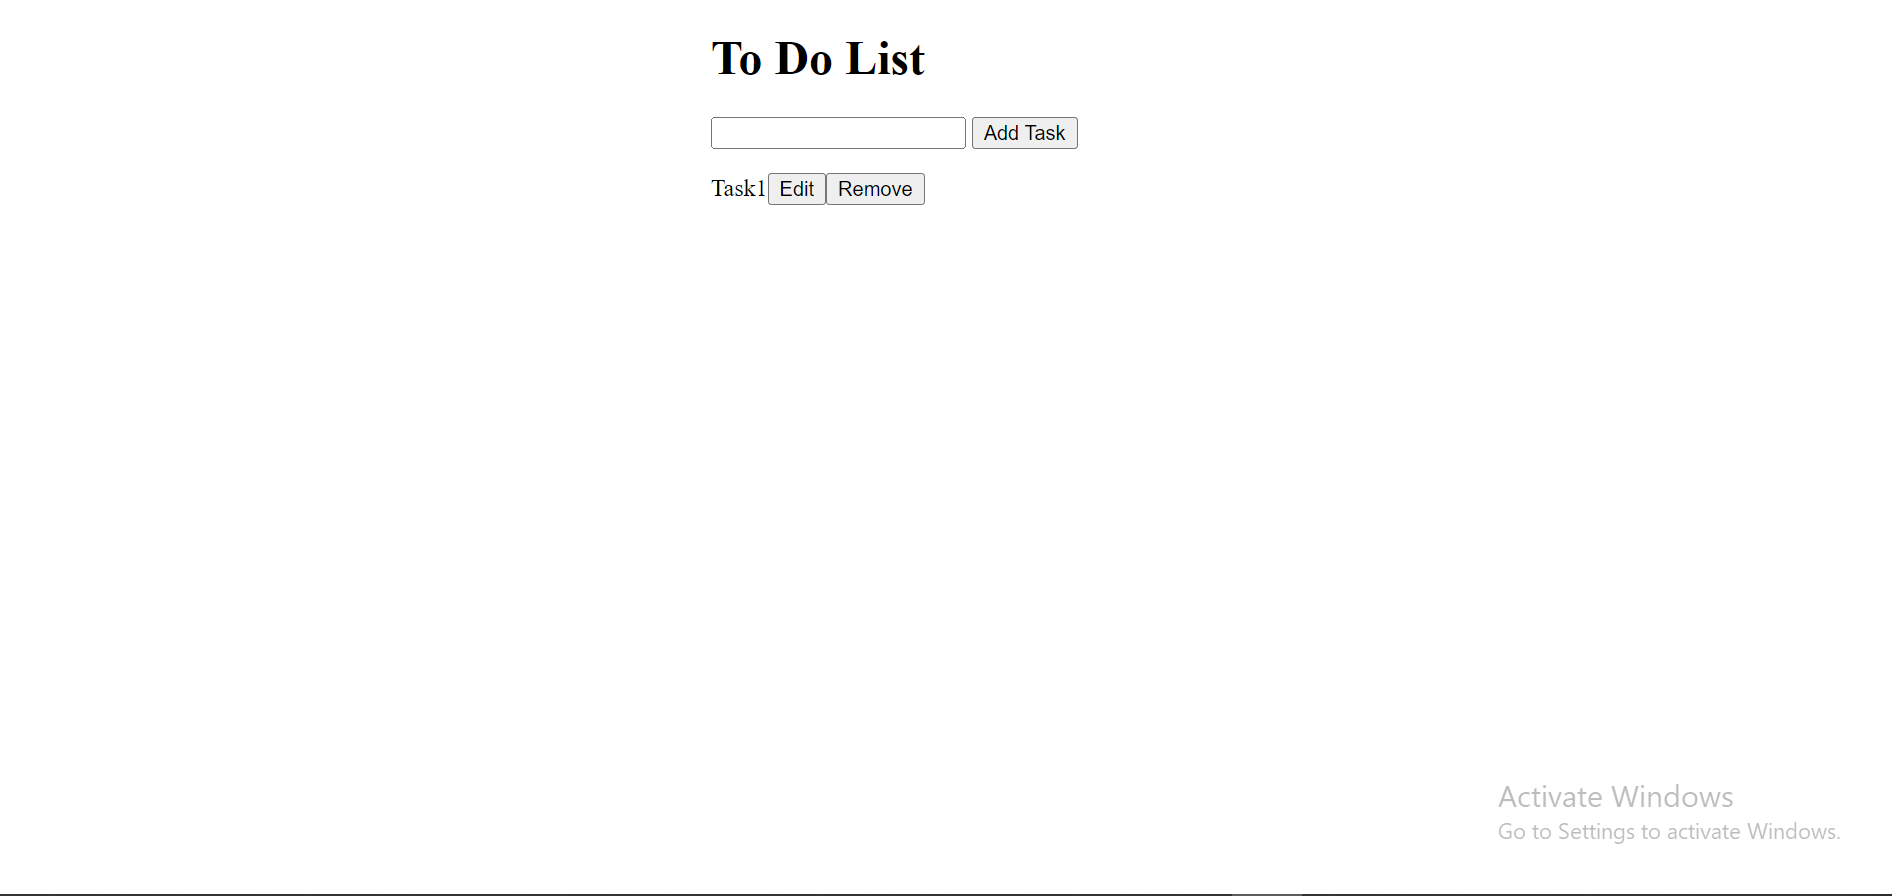 To Do List
Add Task
Task1 Edit Remove
Activate Windows
Go to Settings to activate Windows.